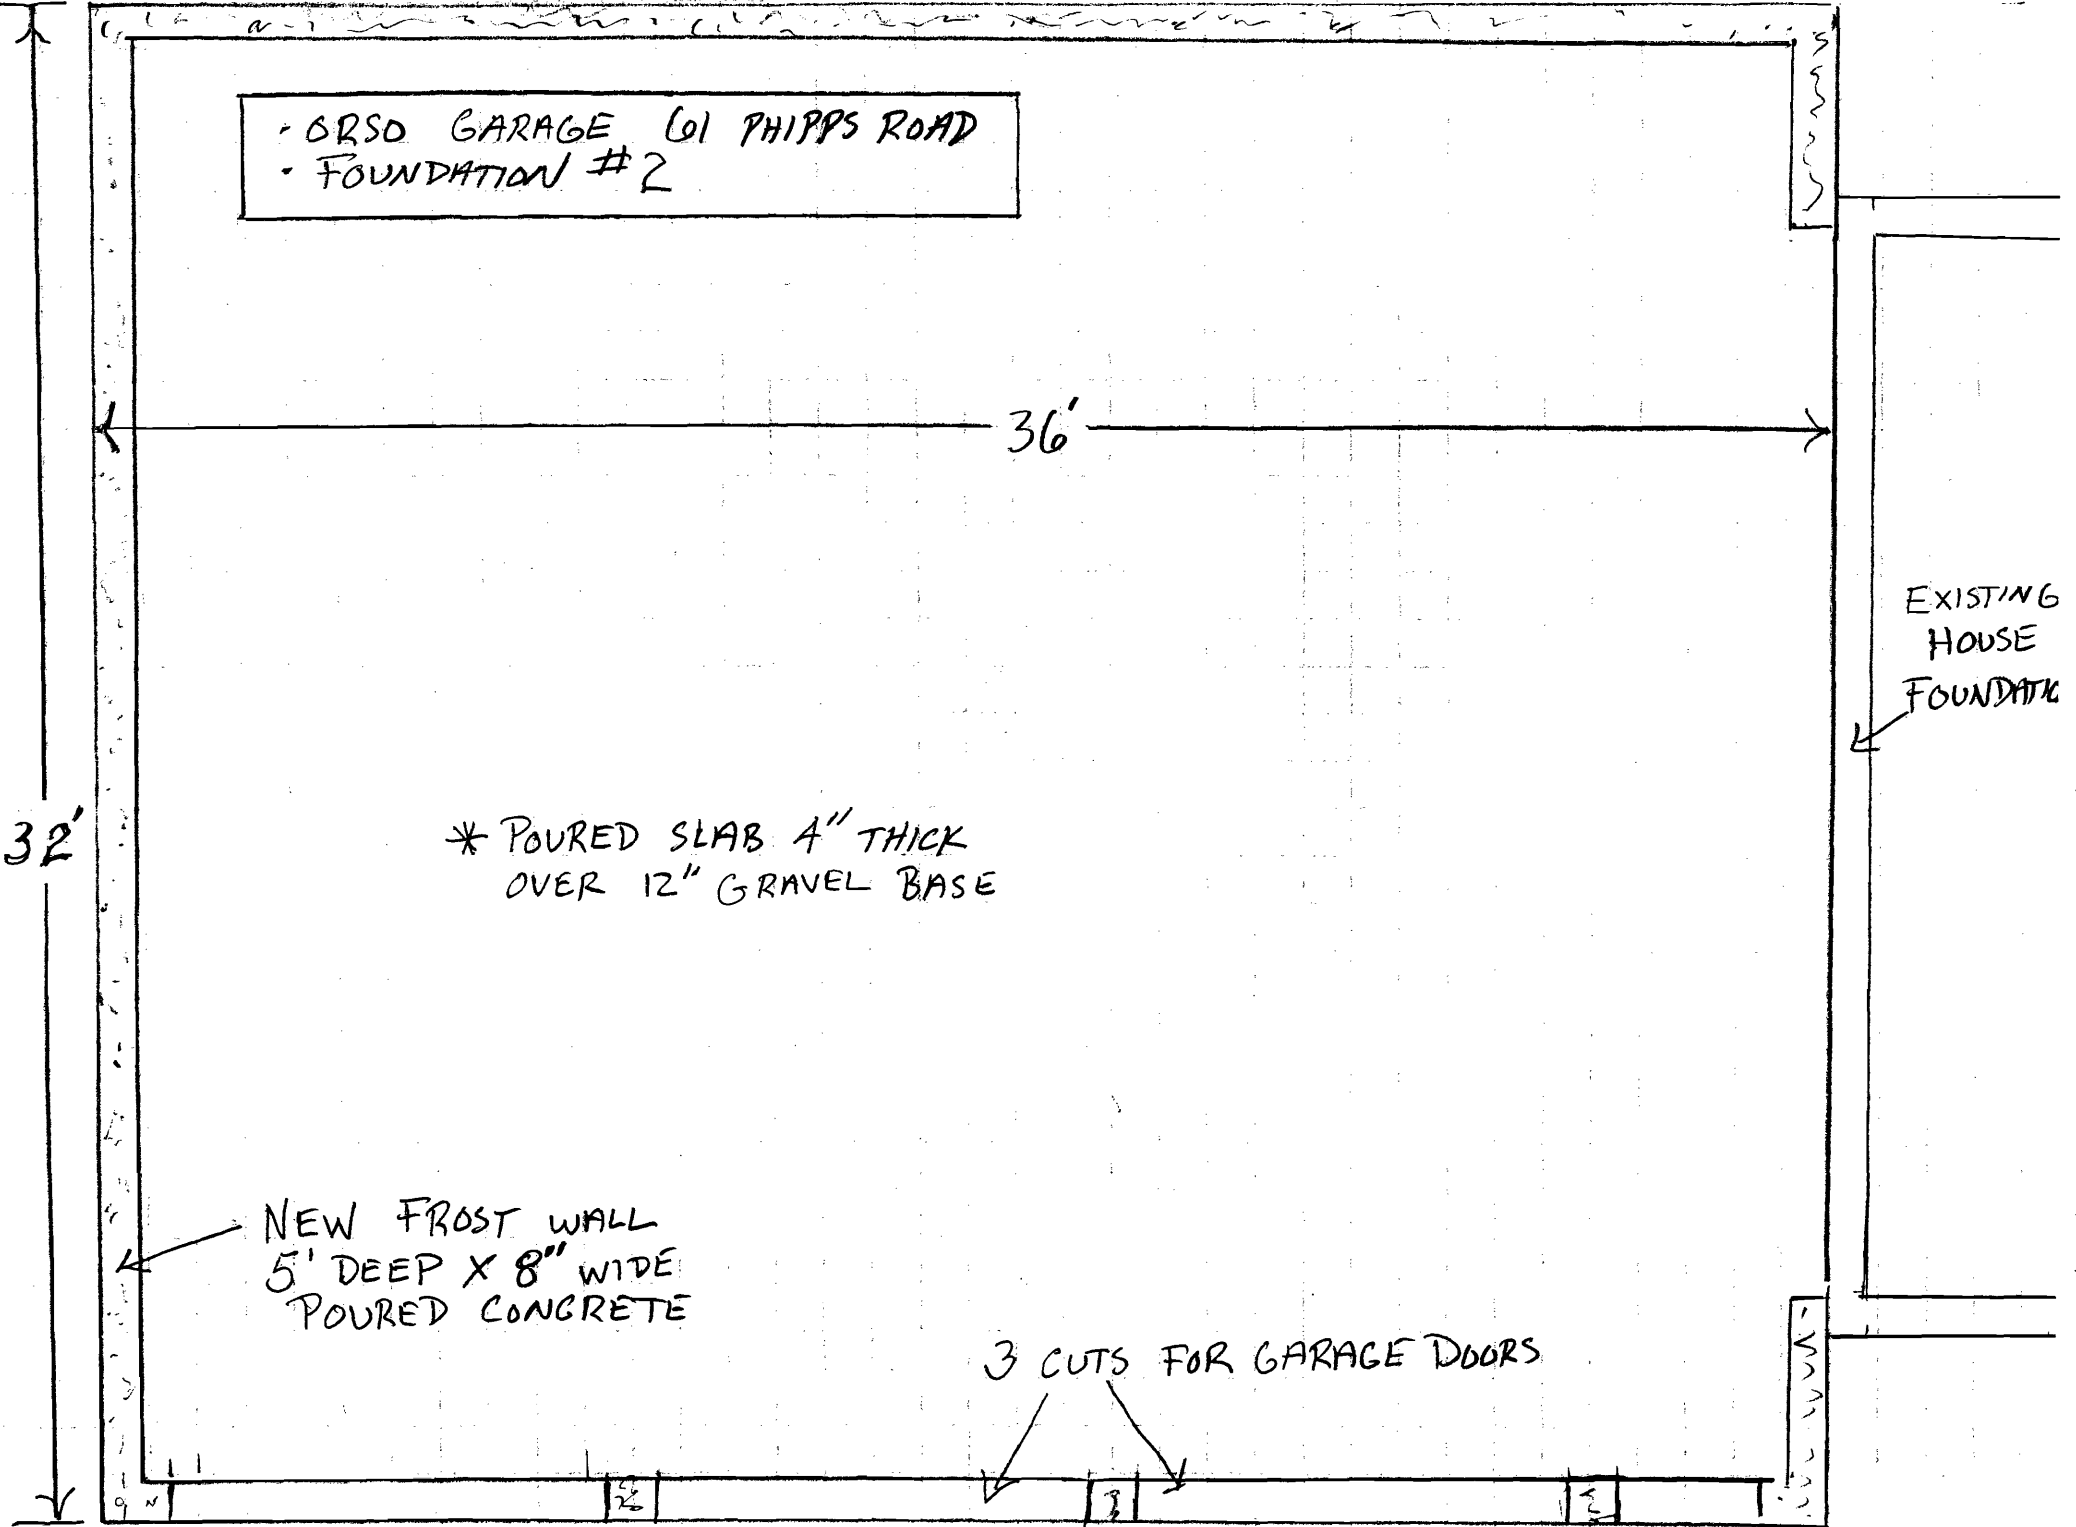 · ORSO GARAGE 61 PHIPPS ROAD
· FOUNDATION #2
36'
EXISTING
HOUSE
FOUNDATIO
32'
* POURED SLAB 4" THICK
OVER 12" GRAVEL BASE
NEW FROST WALL
5' DEEP X 8" WIDE
POURED CONCRETE
3 CUTS FOR GARAGE DOORS